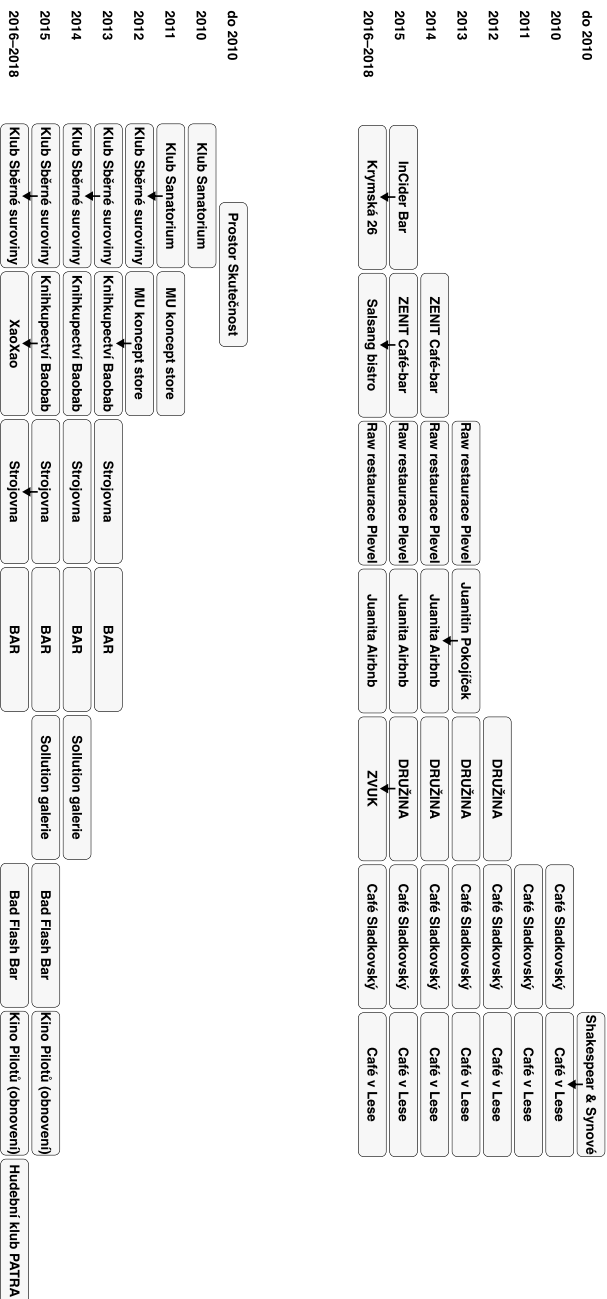 do 2010 Shakespear & Synové
2010 Café Sladkovský Café v Lese
2011 Café Sladkovský Café v Lese
2012 DRUŽINA Café Sladkovský Café v Lese
2013 Raw restaurace Plevel Juanitin Pokojíček DRUŽINA Café Sladkovský Café v Lese
2014 ZENIT Café-bar Raw restaurace Plevel Juanita Airbnb DRUŽINA Café Sladkovský Café v Lese
2015 InCider Bar ZENIT Café-bar Raw restaurace Plevel Juanita Airbnb DRUŽINA Café Sladkovský Café v Lese
2016–2018 Krymská 26 Salsang bistro Raw restaurace Plevel Juanita Airbnb ZVUK Café Sladkovský Café v Lese
do 2010 Prostor Skutečnost
2010 Klub Sanatorium
2011 Klub Sanatorium MU koncept store
2012 Klub Sběrné suroviny MU koncept store
2013 Klub Sběrné suroviny Knihkupectví Baobab Strojovna BAR
2014 Klub Sběrné suroviny Knihkupectví Baobab Strojovna BAR Sollution galerie
2015 Klub Sběrné suroviny Knihkupectví Baobab Strojovna BAR Sollution galerie Bad Flash Bar Kino Pilotů (obnovení)
2016–2018 Klub Sběrné suroviny XaoXao Strojovna BAR Bad Flash Bar Kino Pilotů (obnovení) Hudební klub PATRA